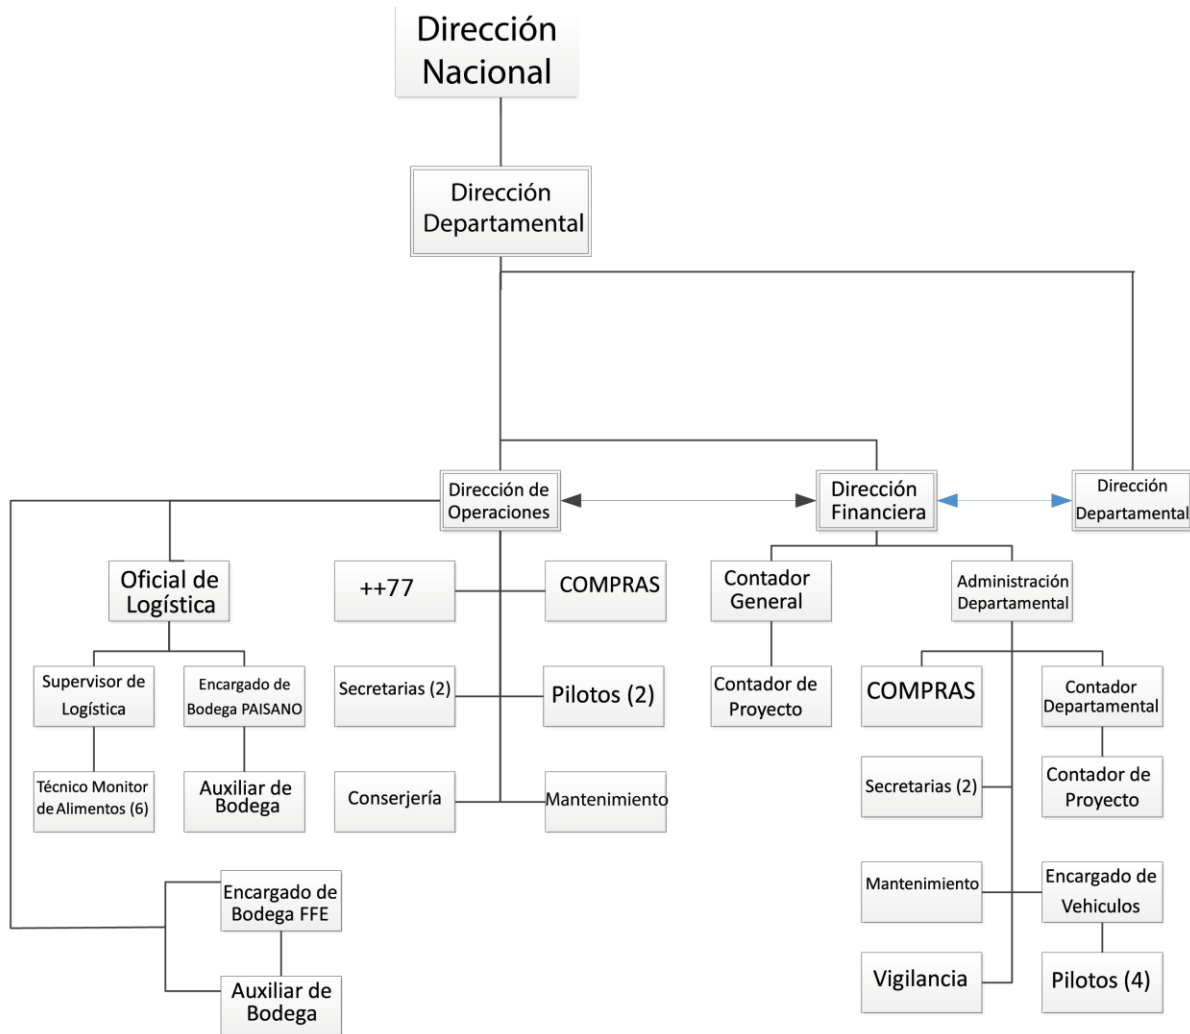 Dirección
Nacional
Dirección
Departamental
Dirección de
Operaciones
Dirección
Financiera
Dirección
Departamental
Oficial de
Logística
++77
COMPRAS
Contador
General
Administración
Departamental
Supervisor de
Logística
Encargado de
Bodega PAISANO
Secretarias (2)
Pilotos (2)
Contador de
Proyecto
COMPRAS
Contador
Departamental
Técnico Monitor
de Alimentos (6)
Auxiliar de
Bodega
Conserjería
Mantenimiento
Secretarias (2)
Contador de
Proyecto
Encargado de
Bodega FFE
Mantenimiento
Encargado de
Vehiculos
Auxiliar de
Bodega
Vigilancia
Pilotos (4)